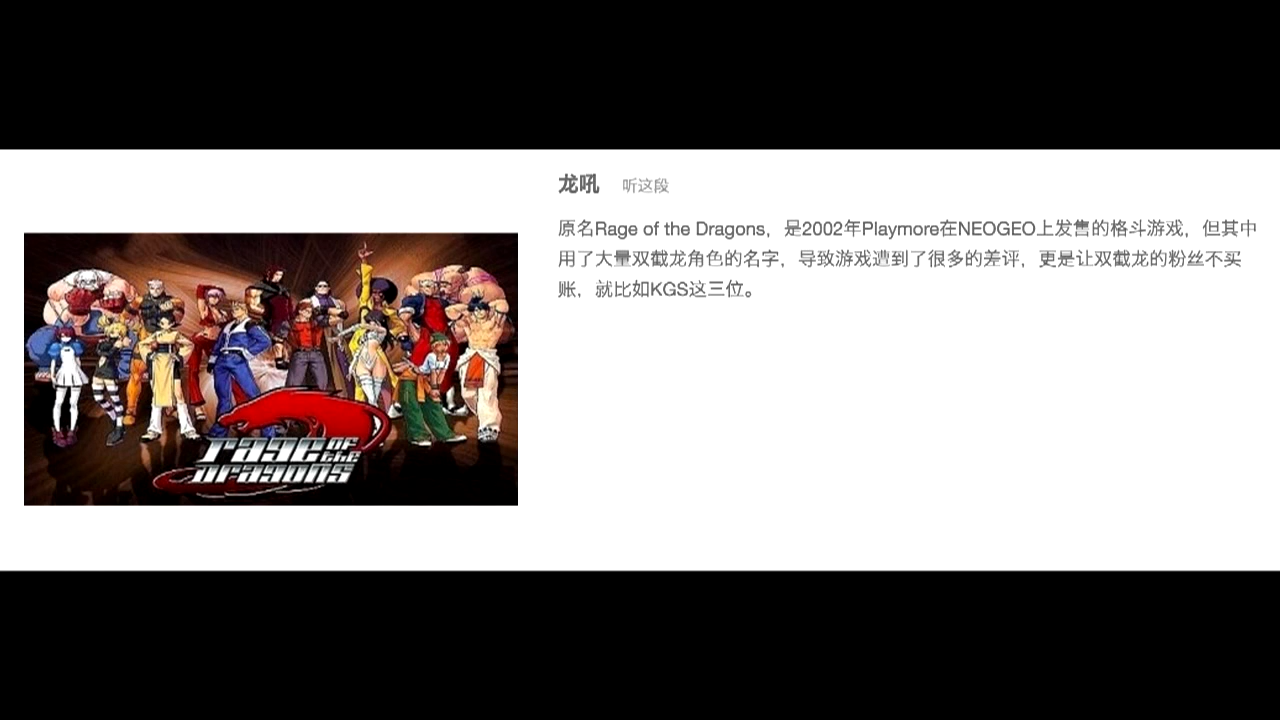 龙吼 听这段
原名Rage of the Dragons，是2002年Playmore在NEOGEO上发售的格斗游戏，但其中
用了大量双截龙角色的名字，导致游戏遭到了很多的差评，更是让双截龙的粉丝不买
账，就比如KGS这三位。
rage of the
dragons